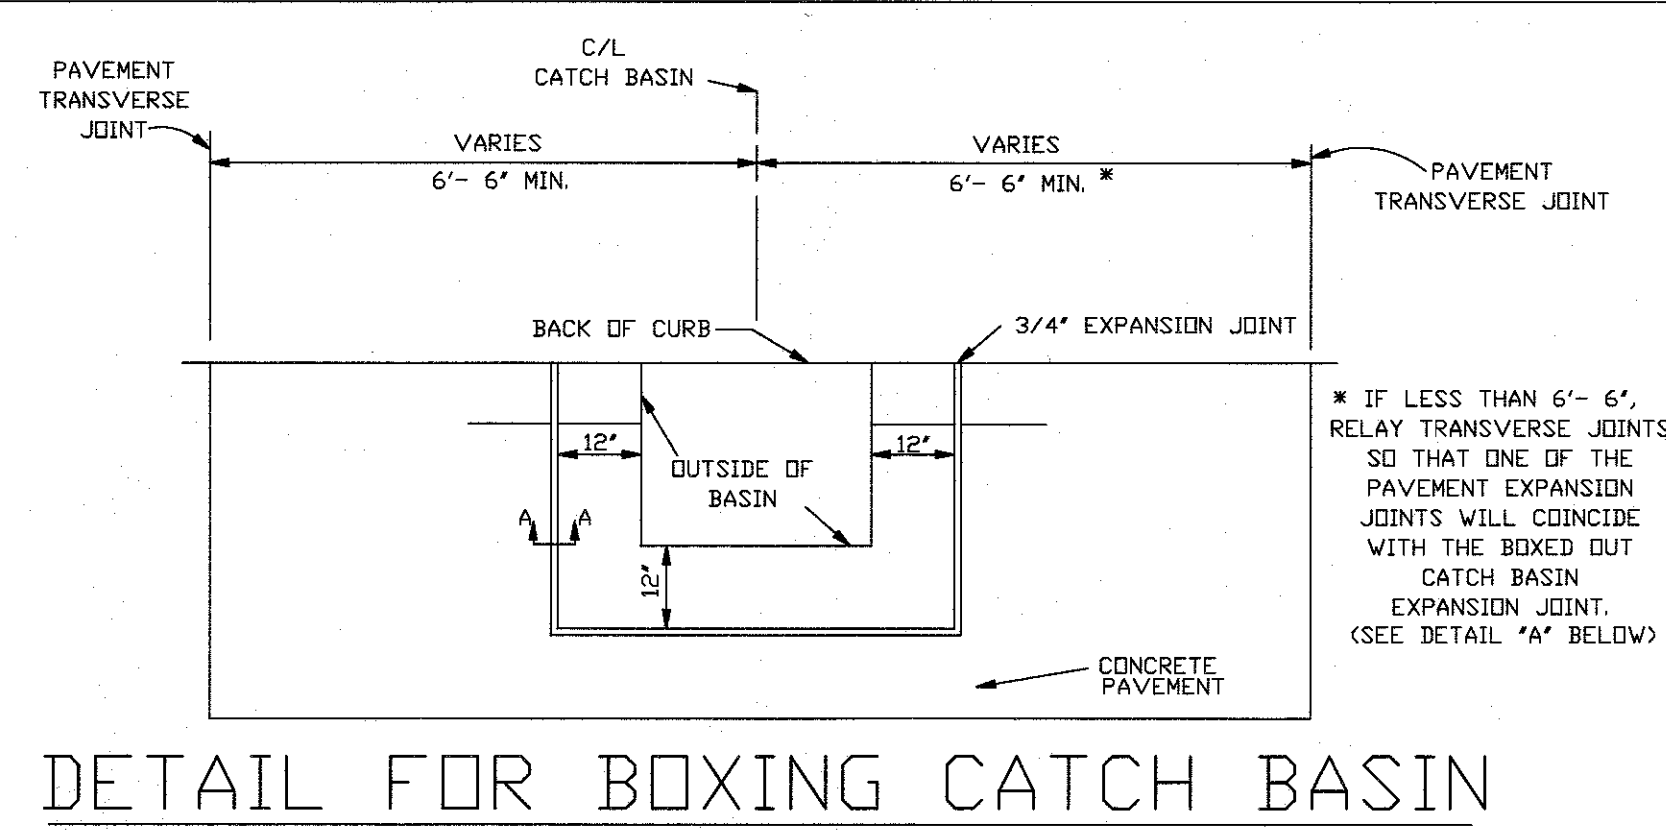 C/L
CATCH BASIN
PAVEMENT
TRANSVERSE
JOINT
VARIES
6'- 6" MIN.
VARIES
6'- 6" MIN. *
PAVEMENT
TRANSVERSE JOINT
BACK OF CURB
3/4" EXPANSION JOINT
* IF LESS THAN 6'- 6",
RELAY TRANSVERSE JOINTS
SO THAT ONE OF THE
PAVEMENT EXPANSION
JOINTS WILL COINCIDE
WITH THE BOXED OUT
CATCH BASIN
EXPANSION JOINT.
(SEE DETAIL "A" BELOW)
12"
12"
OUTSIDE OF
BASIN
A A
12"
CONCRETE
PAVEMENT
DETAIL FOR BOXING CATCH BASIN